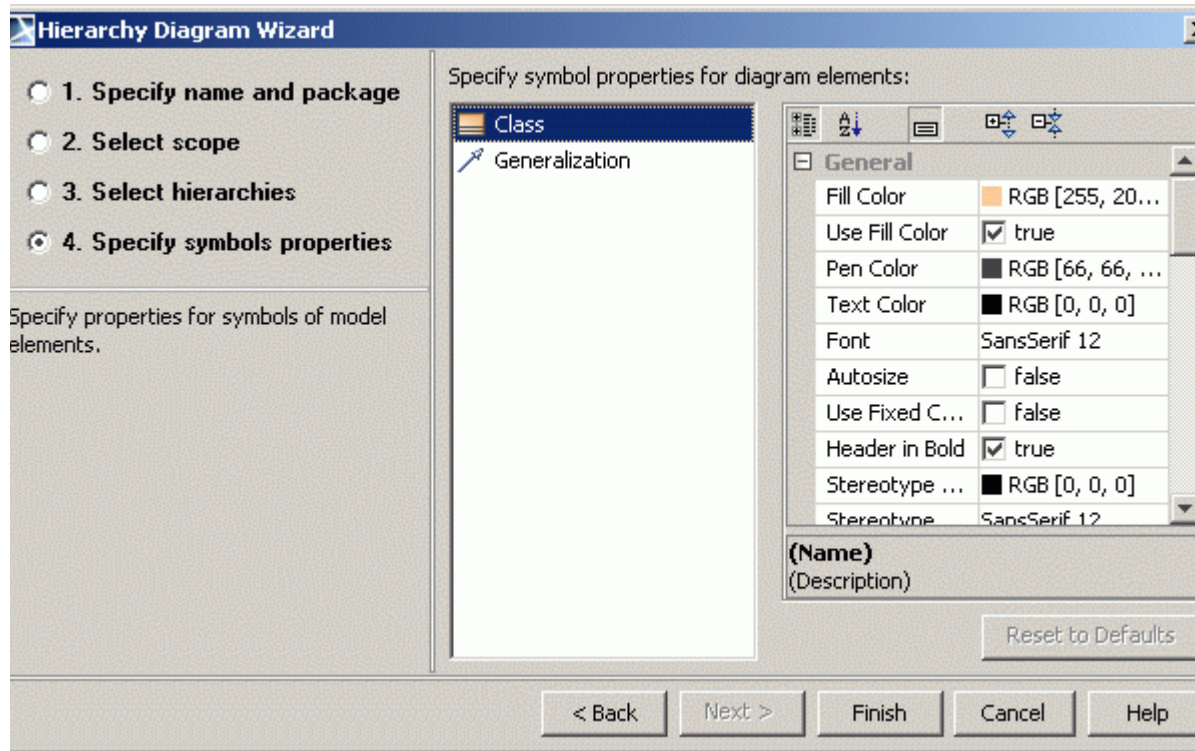 Hierarchy Diagram Wizard
1. Specify name and package
2. Select scope
3. Select hierarchies
4. Specify symbols properties
Specify properties for symbols of model
elements.
Specify symbol properties for diagram elements:
Class
Generalization
General
Fill Color RGB [255, 20...
Use Fill Color true
Pen Color RGB [66, 66, ...
Text Color RGB [0, 0, 0]
Font SansSerif 12
Autosize false
Use Fixed C... false
Header in Bold true
Stereotype ... RGB [0, 0, 0]
Stereotype SansSerif 12
(Name)
(Description)
Reset to Defaults
< Back Next > Finish Cancel Help